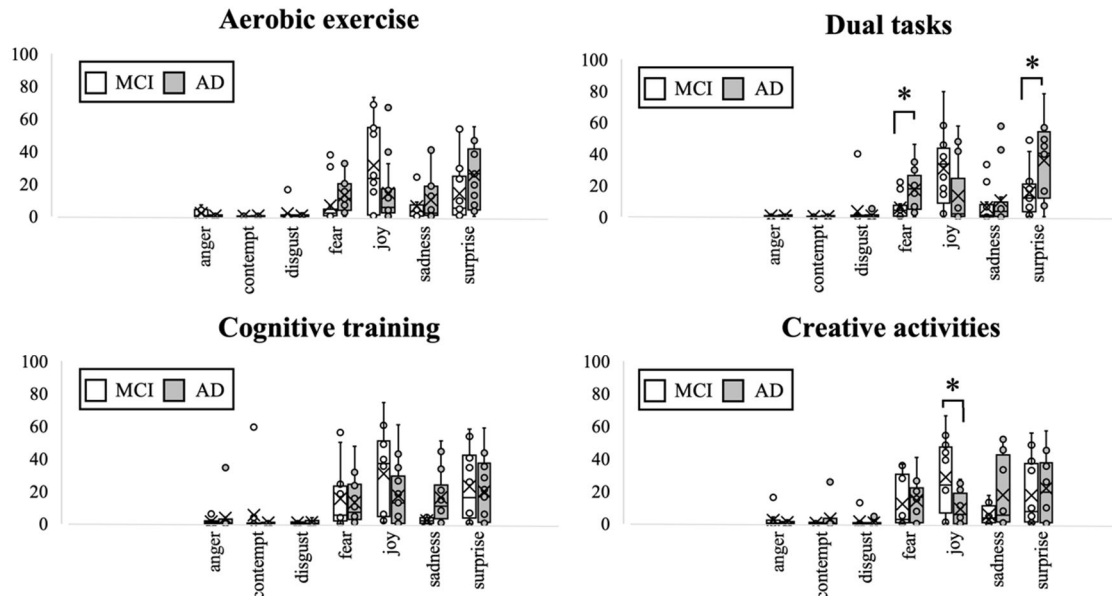 Aerobic exercise
100
80
60
40
20
0
MCI AD
anger
contempt
disgust
fear
joy
sadness
surprise
Dual tasks
100
80
60
40
20
0
MCI AD
*
*
anger
contempt
disgust
fear
joy
sadness
surprise
Cognitive training
100
80
60
40
20
0
MCI AD
anger
contempt
disgust
fear
joy
sadness
surprise
Creative activities
100
80
60
40
20
0
MCI AD
*
anger
contempt
disgust
fear
joy
sadness
surprise